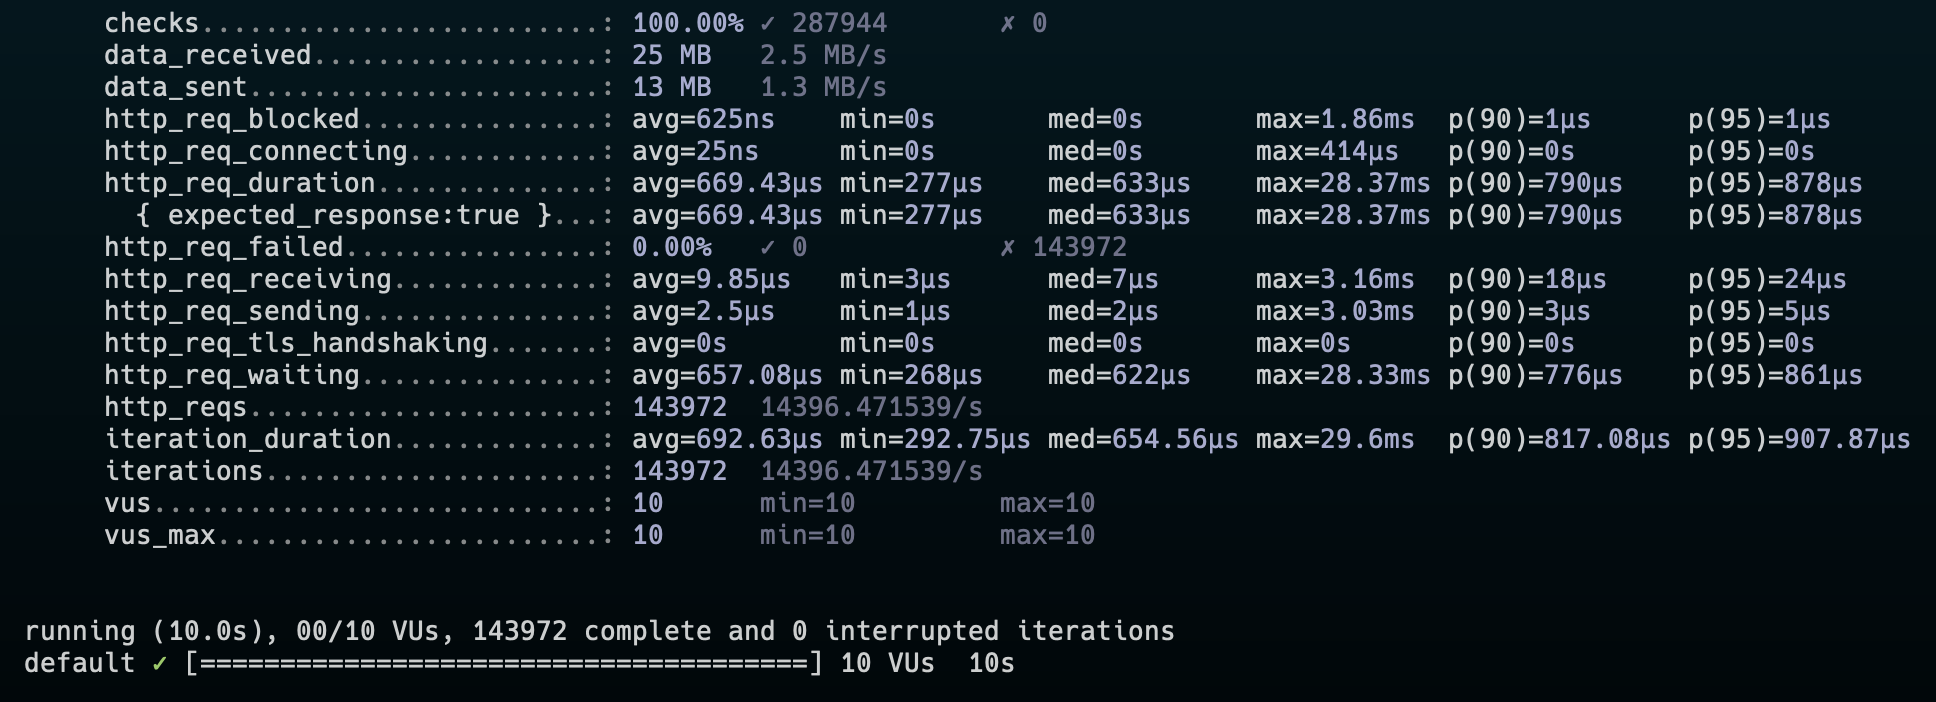 checks.........................: 100.00% ✓ 287944       ✗ 0
data_received..................: 25 MB   2.5 MB/s
data_sent......................: 13 MB   1.3 MB/s
http_req_blocked...............: avg=625ns    min=0s       med=0s       max=1.86ms  p(90)=1µs      p(95)=1µs
http_req_connecting............: avg=25ns     min=0s       med=0s       max=414µs   p(90)=0s       p(95)=0s
http_req_duration..............: avg=669.43µs min=277µs    med=633µs    max=28.37ms p(90)=790µs    p(95)=878µs
  { expected_response:true }...: avg=669.43µs min=277µs    med=633µs    max=28.37ms p(90)=790µs    p(95)=878µs
http_req_failed................: 0.00%   ✓ 0            ✗ 143972
http_req_receiving.............: avg=9.85µs   min=3µs      med=7µs      max=3.16ms  p(90)=18µs     p(95)=24µs
http_req_sending...............: avg=2.5µs    min=1µs      med=2µs      max=3.03ms  p(90)=3µs      p(95)=5µs
http_req_tls_handshaking.......: avg=0s       min=0s       med=0s       max=0s      p(90)=0s       p(95)=0s
http_req_waiting...............: avg=657.08µs min=268µs    med=622µs    max=28.33ms p(90)=776µs    p(95)=861µs
http_reqs......................: 143972  14396.471539/s
iteration_duration.............: avg=692.63µs min=292.75µs med=654.56µs max=29.6ms  p(90)=817.08µs p(95)=907.87µs
iterations.....................: 143972  14396.471539/s
vus............................: 10      min=10         max=10
vus_max........................: 10      min=10         max=10
running (10.0s), 00/10 VUs, 143972 complete and 0 interrupted iterations
default ✓ [======================================] 10 VUs  10s